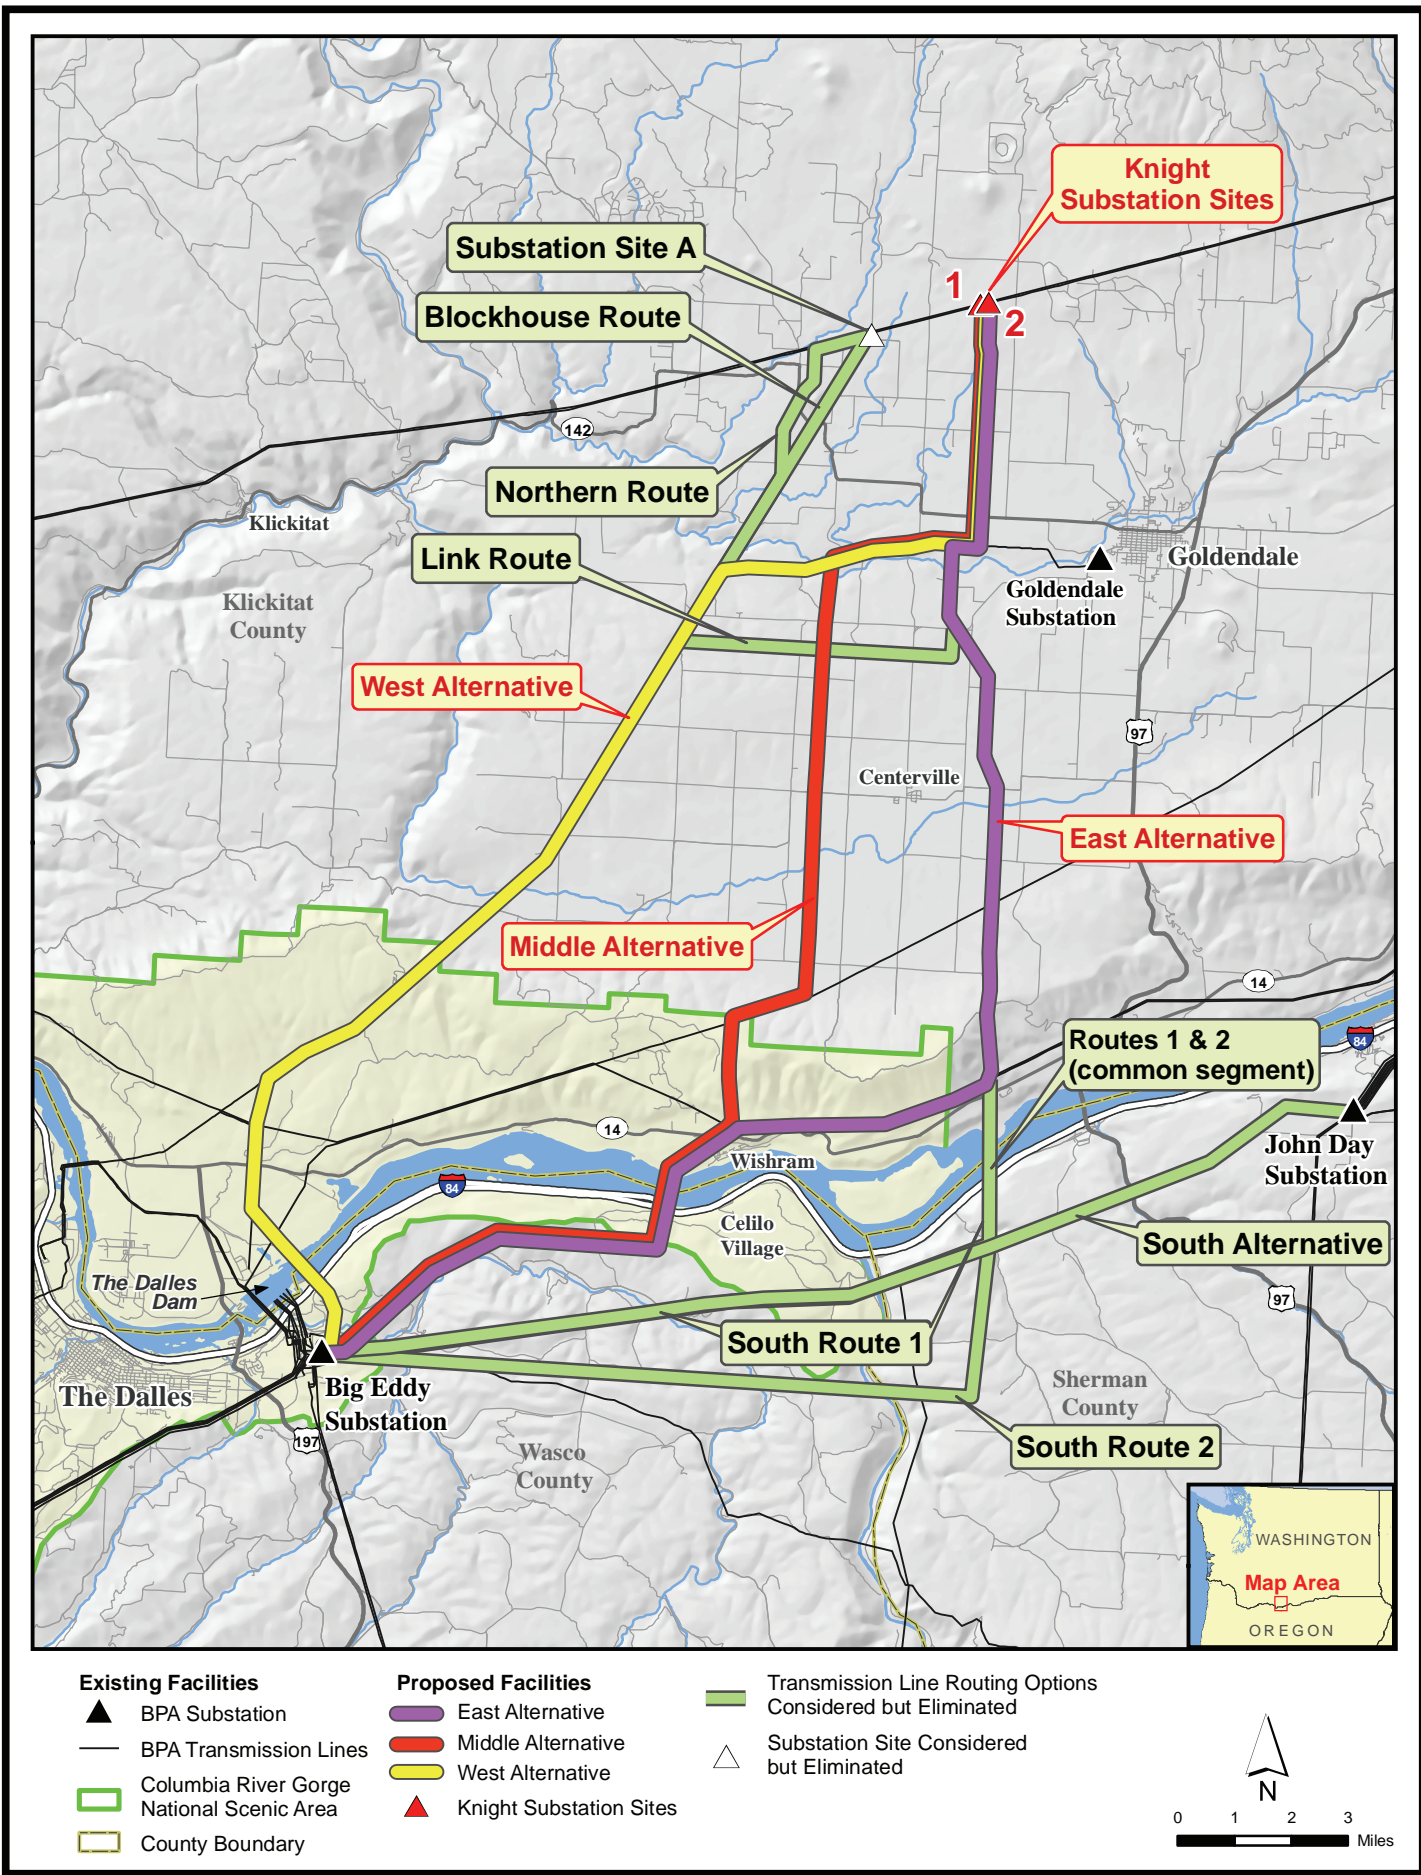 Knight
Substation Sites
Substation Site A
1
Blockhouse Route
2
142
Northern Route
Klickitat
Link Route
Goldendale
Goldendale
Substation
Klickitat
County
West Alternative
97
Centerville
East Alternative
Middle Alternative
14
Routes 1 & 2
(common segment)
84
14
John Day
Substation
Wishram
84
Celilo
Village
South Alternative
The Dalles
Dam
97
South Route 1
The Dalles
Big Eddy
Substation
Sherman
County
197
South Route 2
Wasco
County
WASHINGTON
Map Area
OREGON
Existing Facilities
BPA Substation
BPA Transmission Lines
Columbia River Gorge
National Scenic Area
County Boundary
Proposed Facilities
East Alternative
Middle Alternative
West Alternative
Knight Substation Sites
Transmission Line Routing Options
Considered but Eliminated
Substation Site Considered
but Eliminated
N
0 1 2 3
Miles